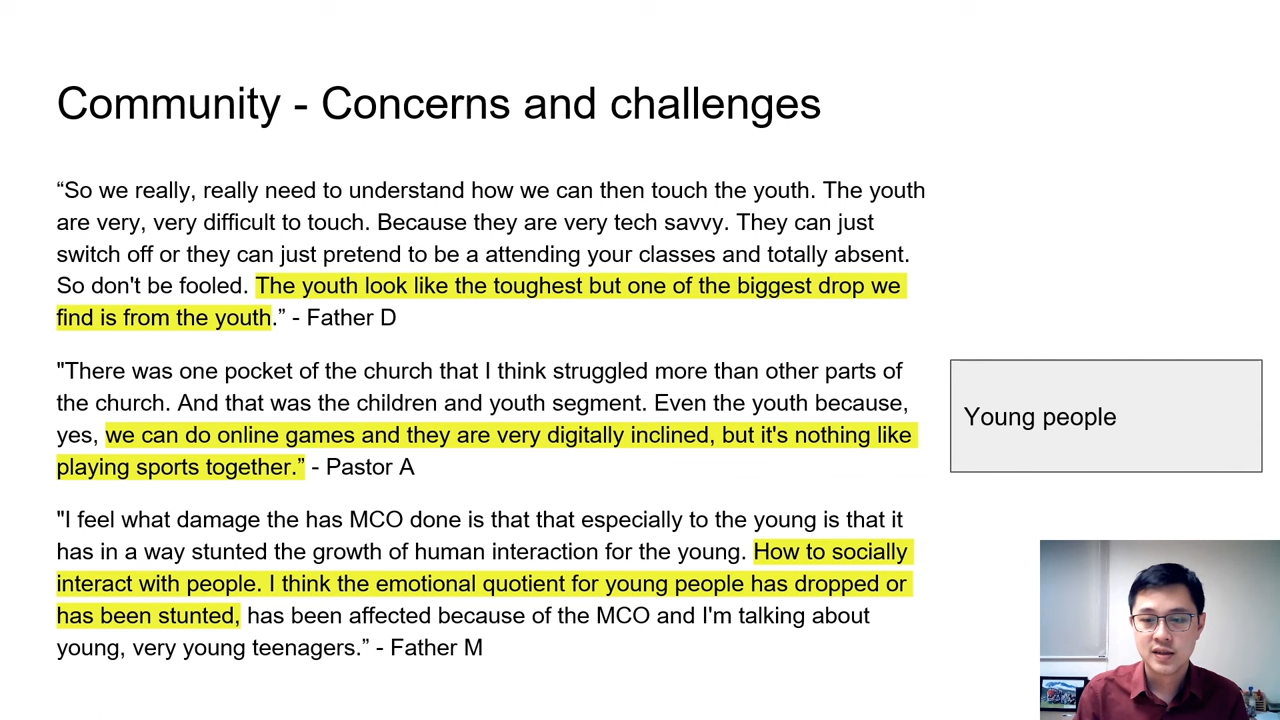 Community - Concerns and challenges
“So we really, really need to understand how we can then touch the youth. The youth
are very, very difficult to touch. Because they are very tech savvy. They can just
switch off or they can just pretend to be a attending your classes and totally absent.
So don't be fooled. The youth look like the toughest but one of the biggest drop we
find is from the youth.” - Father D
"There was one pocket of the church that I think struggled more than other parts of
the church. And that was the children and youth segment. Even the youth because,
yes, we can do online games and they are very digitally inclined, but it's nothing like
playing sports together.” - Pastor A
Young people
"I feel what damage the has MCO done is that that especially to the young is that it
has in a way stunted the growth of human interaction for the young. How to socially
interact with people. I think the emotional quotient for young people has dropped or
has been stunted, has been affected because of the MCO and I'm talking about
young, very young teenagers.” - Father M